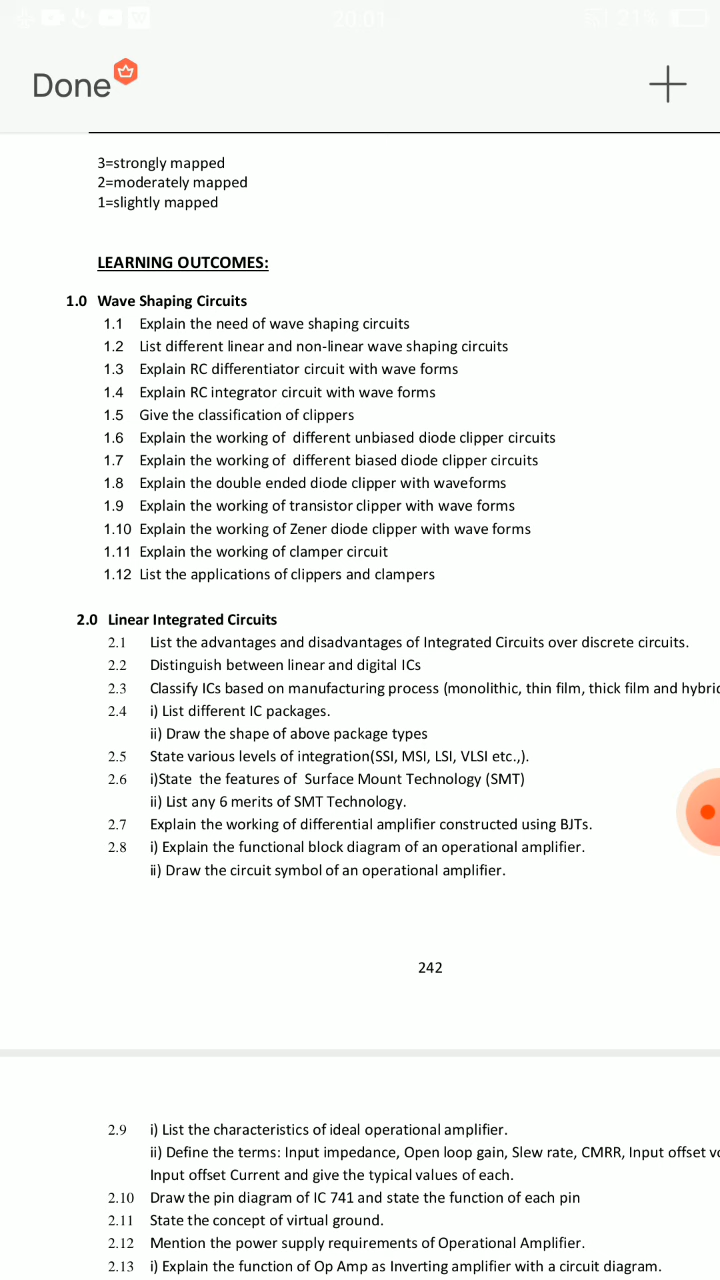 20:01
21%
Done
3=strongly mapped
2=moderately mapped
1=slightly mapped
LEARNING OUTCOMES:
1.0 Wave Shaping Circuits
1.1 Explain the need of wave shaping circuits
1.2 List different linear and non-linear wave shaping circuits
1.3 Explain RC differentiator circuit with wave forms
1.4 Explain RC integrator circuit with wave forms
1.5 Give the classification of clippers
1.6 Explain the working of different unbiased diode clipper circuits
1.7 Explain the working of different biased diode clipper circuits
1.8 Explain the double ended diode clipper with waveforms
1.9 Explain the working of transistor clipper with wave forms
1.10 Explain the working of Zener diode clipper with wave forms
1.11 Explain the working of clamper circuit
1.12 List the applications of clippers and clampers
2.0 Linear Integrated Circuits
2.1 List the advantages and disadvantages of Integrated Circuits over discrete circuits.
2.2 Distinguish between linear and digital ICs
2.3 Classify ICs based on manufacturing process (monolithic, thin film, thick film and hybri
2.4 i) List different IC packages.
ii) Draw the shape of above package types
2.5 State various levels of integration(SSI, MSI, LSI, VLSI etc.,).
2.6 i)State the features of Surface Mount Technology (SMT)
ii) List any 6 merits of SMT Technology.
2.7 Explain the working of differential amplifier constructed using BJTs.
2.8 i) Explain the functional block diagram of an operational amplifier.
ii) Draw the circuit symbol of an operational amplifier.
242
2.9 i) List the characteristics of ideal operational amplifier.
ii) Define the terms: Input impedance, Open loop gain, Slew rate, CMRR, Input offset v
Input offset Current and give the typical values of each.
2.10 Draw the pin diagram of IC 741 and state the function of each pin
2.11 State the concept of virtual ground.
2.12 Mention the power supply requirements of Operational Amplifier.
2.13 i) Explain the function of Op Amp as Inverting amplifier with a circuit diagram.